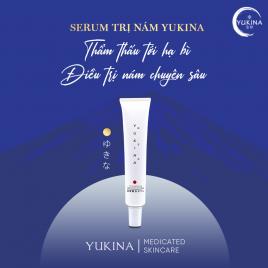 YUKINA
SERUM TRỊ NÁM YUKINA
Thẩm thấu tới hạ bì
Điều trị nám chuyên sâu
ゆきな
YUKINA
YUKINA
MEDICATED
SKINCARE